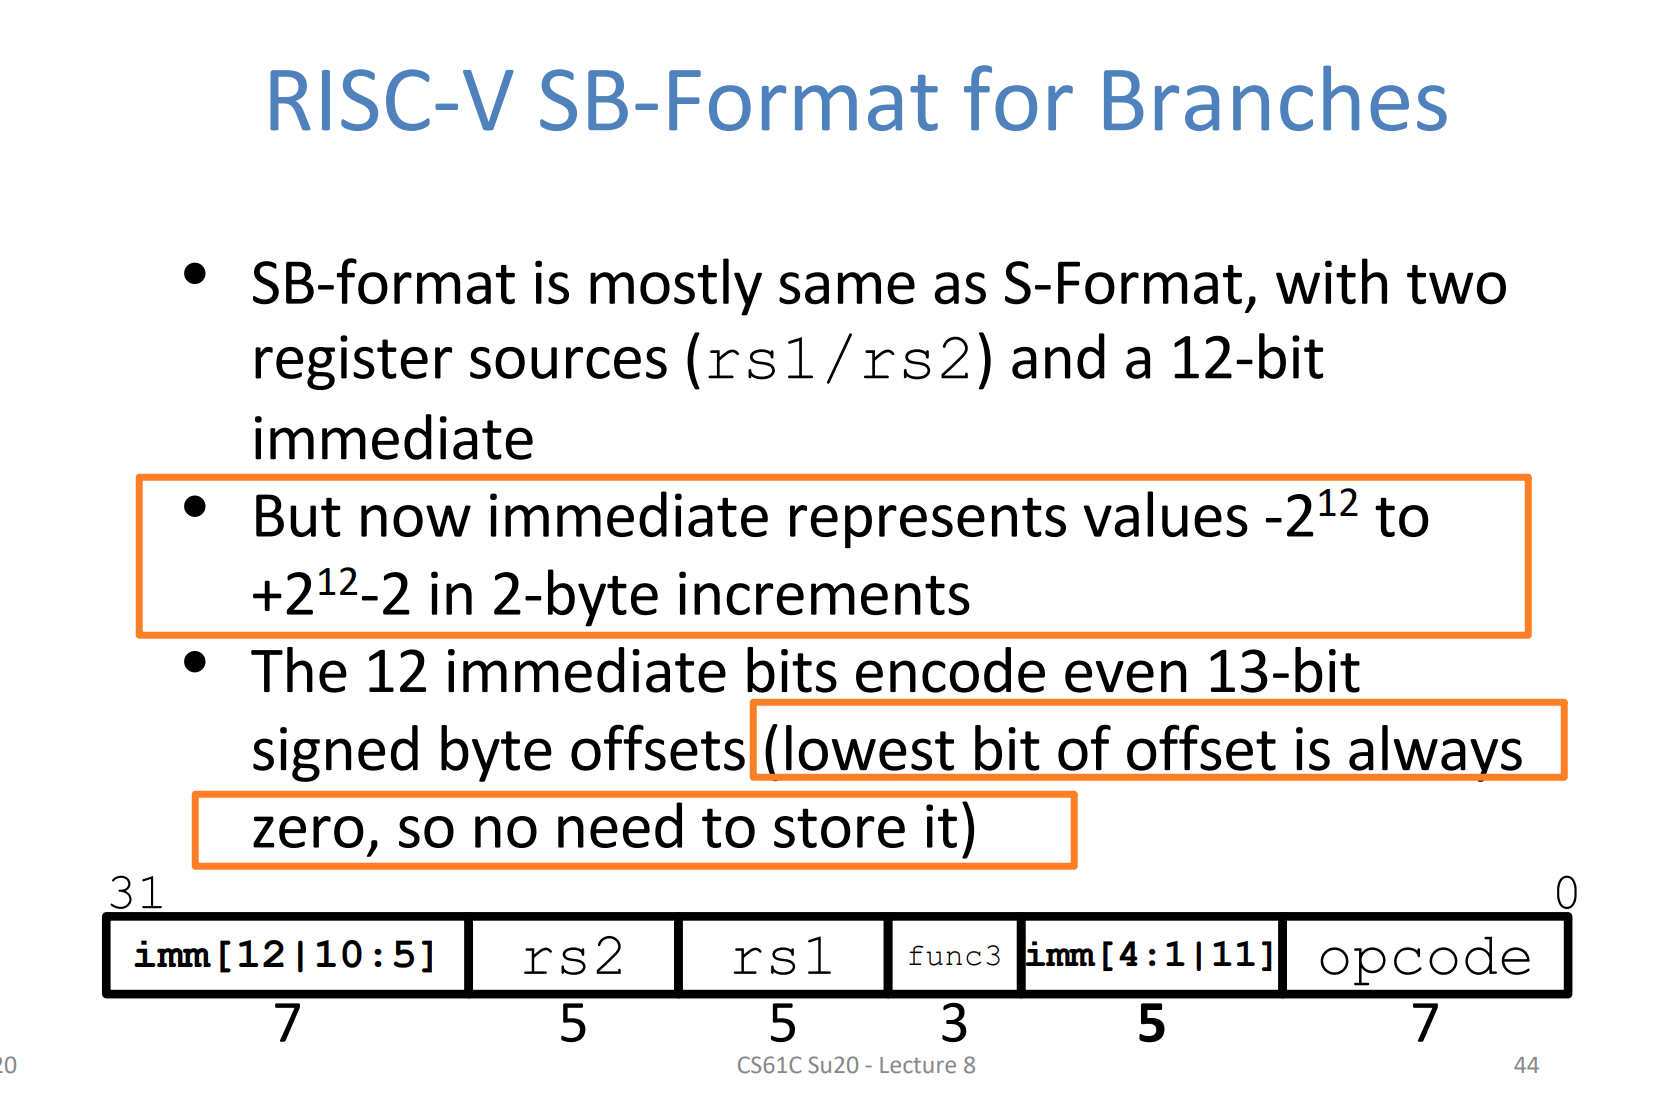 RISC-V SB-Format for Branches
• SB-format is mostly same as S-Format, with two
register sources (rs1/rs2) and a 12-bit
immediate
• But now immediate represents values -2¹² to
+2¹²-2 in 2-byte increments
• The 12 immediate bits encode even 13-bit
signed byte offsets (lowest bit of offset is always
zero, so no need to store it)
31 0
imm[12|10:5] rs2 rs1 func3 imm[4:1|11] opcode
7 5 5 3 5 7
20 CS61C Su20 - Lecture 8 44